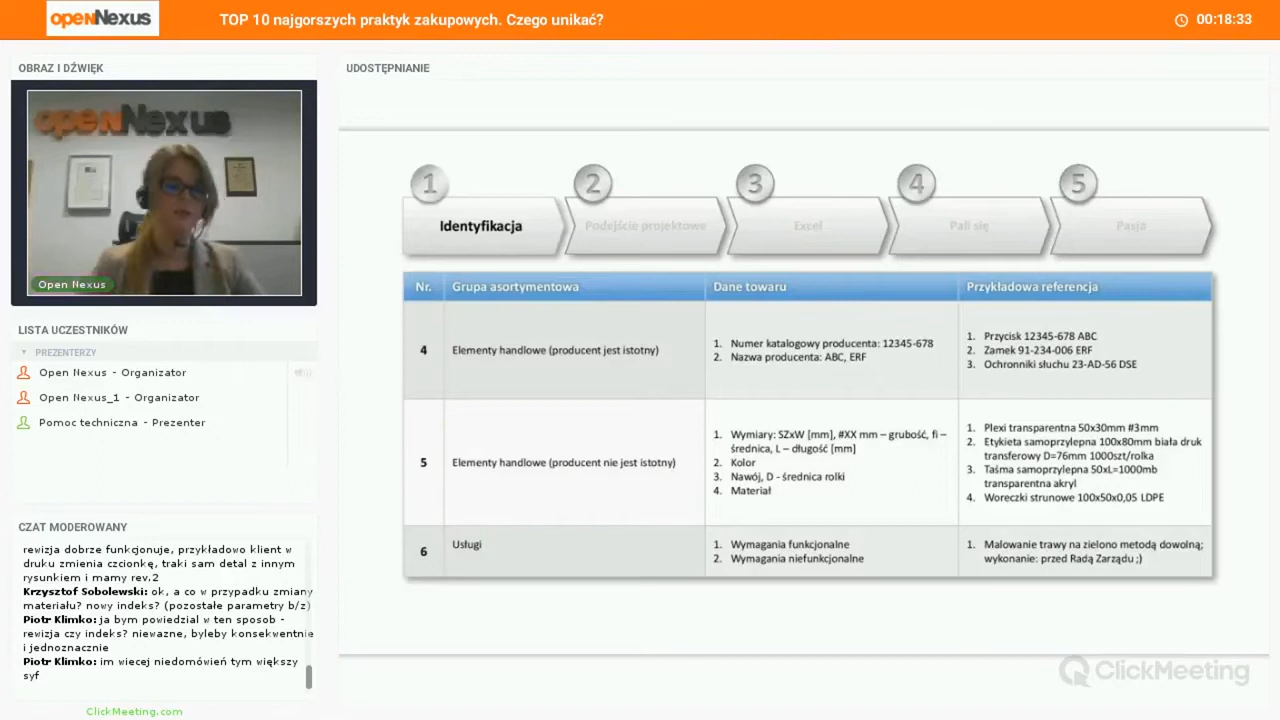 openNexus
TOP 10 najgorszych praktyk zakupowych. Czego unikać?
00:18:33
OBRAZ I DŹWIĘK
openNexus
Open Nexus
LISTA UCZESTNIKÓW
PREZENTERZY
Open Nexus - Organizator
Open Nexus_1 - Organizator
Pomoc techniczna - Prezenter
CZAT MODEROWANY
rewizja dobrze funkcjonuje, przykładowo klient w
druku zmienia czcionkę, traki sam detal z innym
rysunkiem i mamy rev.2
Krzysztof Sobolewski: ok, a co w przypadku zmiany
materiału? nowy indeks? (pozostałe parametry b/z)
Piotr Klimko: ja bym powiedzial w ten sposob -
rewizja czy indeks? niewazne, byleby konsekwentnie
i jednoznacznie
Piotr Klimko: im wiecej niedomówień tym większy
syf
ClickMeeting.com
UDOSTĘPNIANIE
1
2
3
4
5
Identyfikacja
Podejście projektowe
Excel
Pali się
Pasja
Nr.
Grupa asortymentowa
Dane towaru
Przykładowa referencja
4
Elementy handlowe (producent jest istotny)
1. Numer katalogowy producenta: 12345-678
2. Nazwa producenta: ABC, ERF
1. Przycisk 12345-678 ABC
2. Zamek 91-234-006 ERF
3. Ochronniki słuchu 23-AD-56 DSE
5
Elementy handlowe (producent nie jest istotny)
1. Wymiary: SZxW [mm], #XX mm – grubość, fi –
średnica, L – długość [mm]
2. Kolor
3. Nawój, D - średnica rolki
4. Materiał
1. Plexi transparentna 50x30mm #3mm
2. Etykieta samoprzylepna 100x80mm biała druk
transferowy D=76mm 1000szt/rolka
3. Taśma samoprzylepna 50xL=1000mb
transparentna akryl
4. Woreczki strunowe 100x50x0,05 LDPE
6
Usługi
1. Wymagania funkcjonalne
2. Wymagania niefunkcjonalne
1. Malowanie trawy na zielono metodą dowolną;
wykonanie: przed Radą Zarządu ;)
ClickMeeting